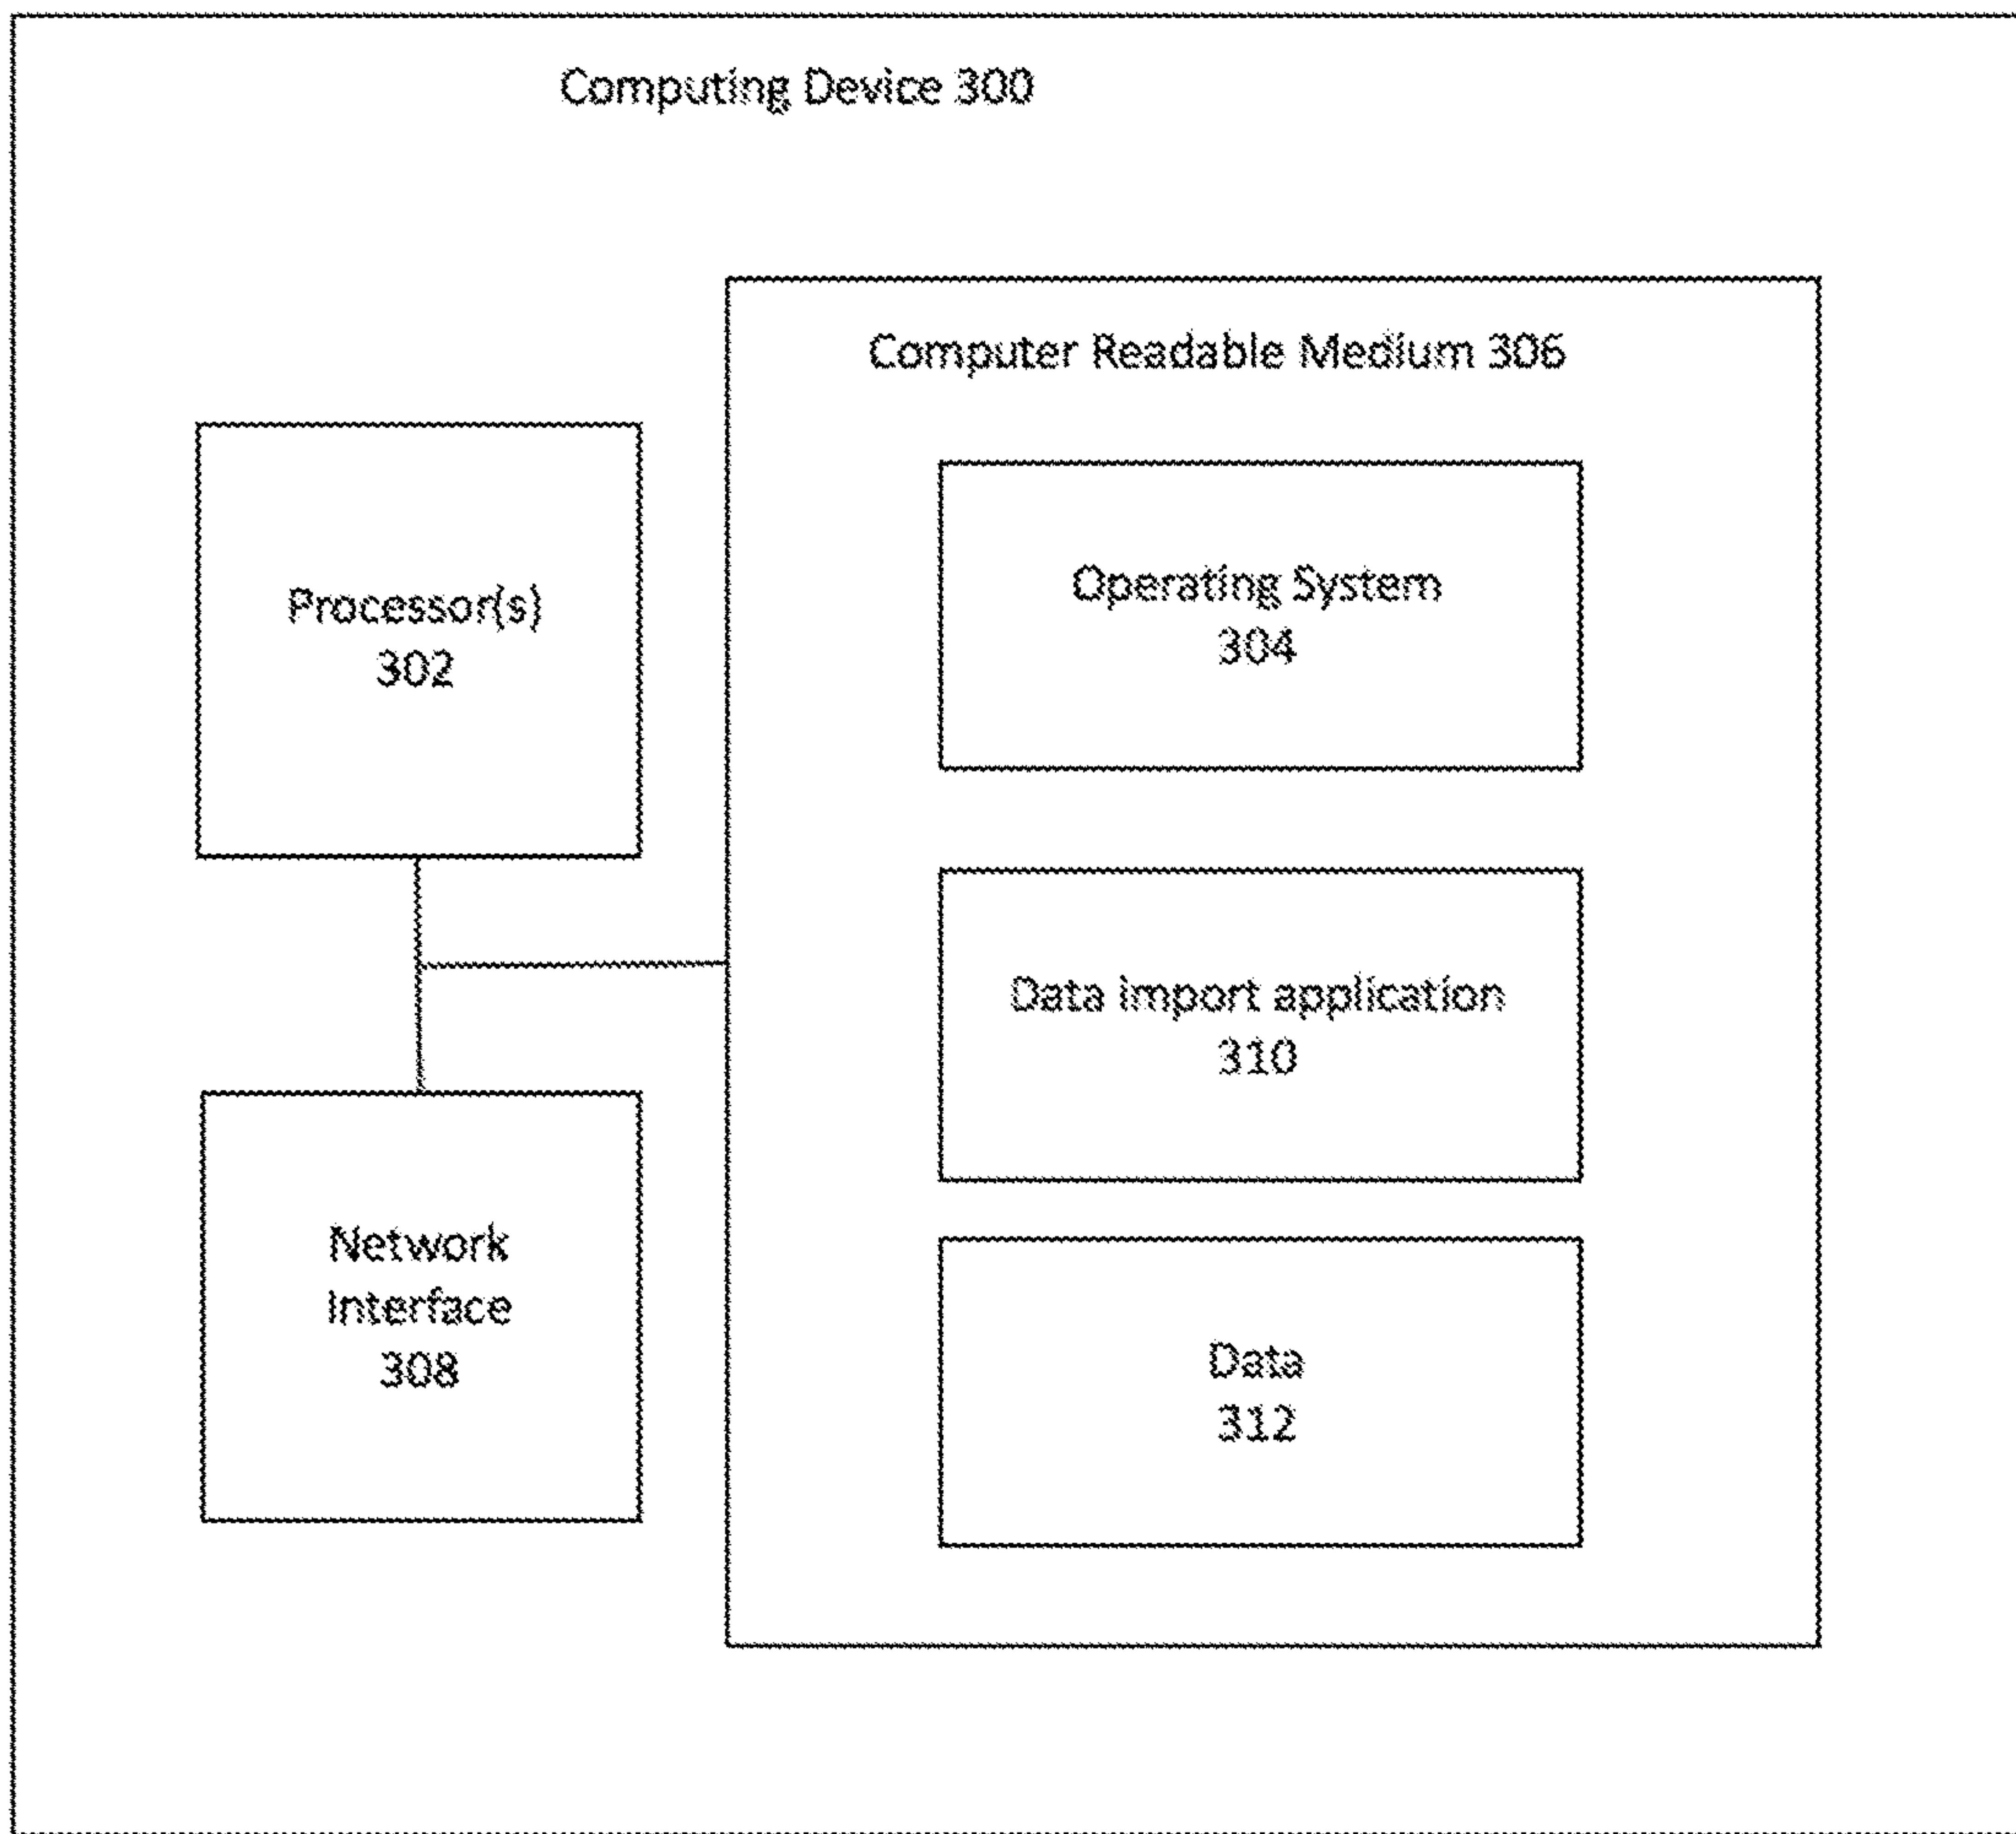 Computing Device 300
Computer Readable Medium 306
Processor(s)
302
Operating System
304
Data import application
310
Network
Interface
308
Data
312